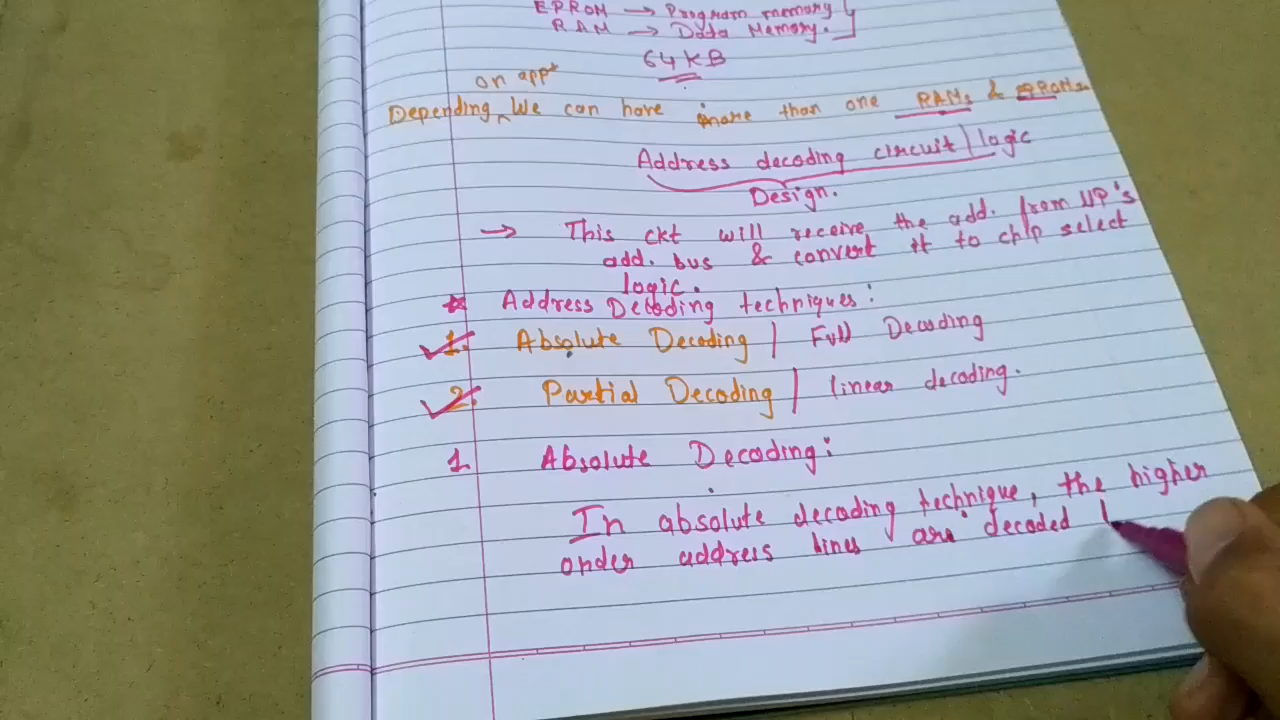 EPROM → Program memory
RAM → Data Memory.
64 KB
on appⁿ
Depending, We can have more than one RAMs & EPROMs
Address decoding circuit/logic
Design.
→ This ckt will receive the add. from UP's
add. bus & convert it to chip select
logic.
* Address Decoding techniques:
1. Absolute Decoding / Full Decoding
2. Partial Decoding / linear decoding.
1. Absolute Decoding:
In absolute decoding technique, the higher
order address lines are decoded